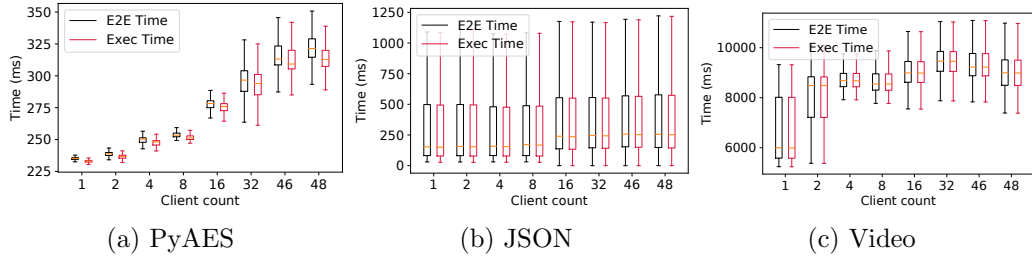 350
325
300
275
250
225
Time (ms)
E2E Time
Exec Time
1 2 4 8 16 32 46 48
Client count
(a) PyAES
1250
1000
750
500
250
0
Time (ms)
E2E Time
Exec Time
1 2 4 8 16 32 46 48
Client count
(b) JSON
10000
8000
6000
Time (ms)
E2E Time
Exec Time
1 2 4 8 16 32 46 48
Client count
(c) Video